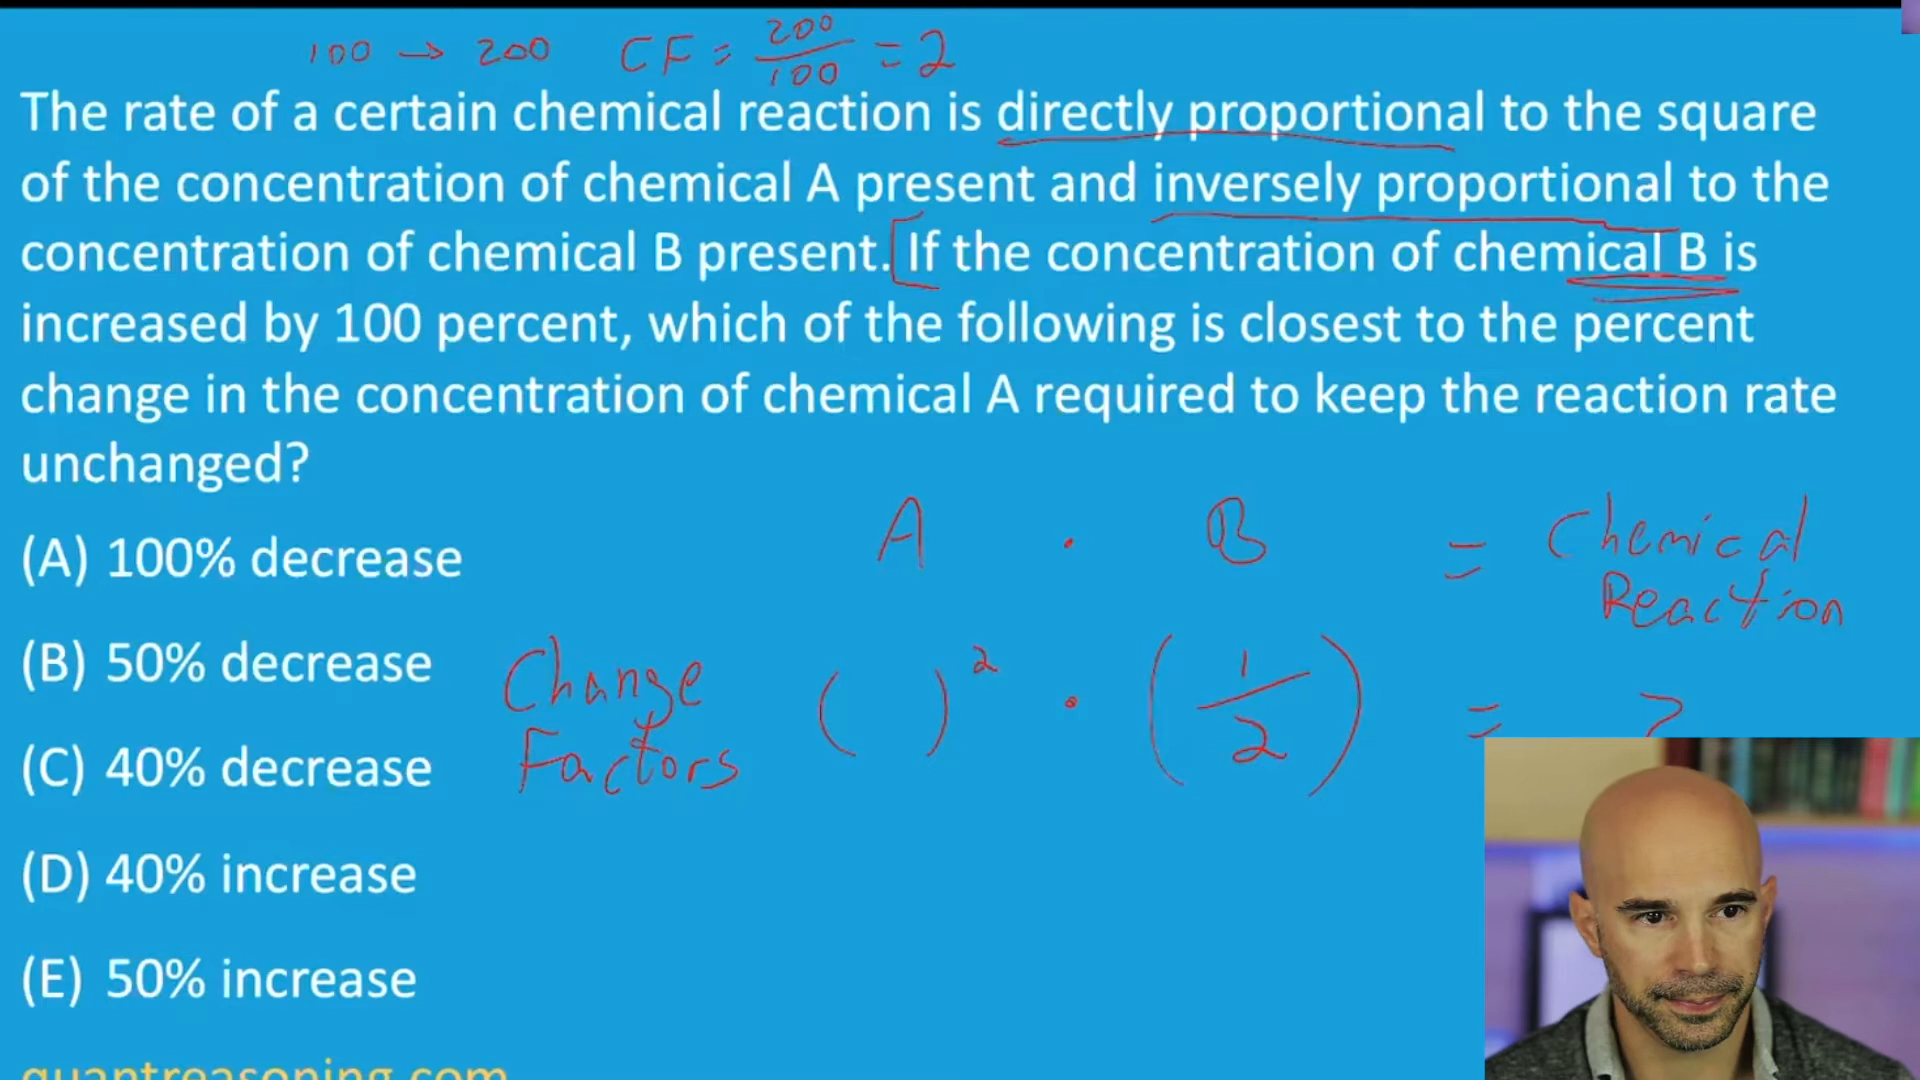 100 → 200 CF = 200/100 = 2
The rate of a certain chemical reaction is directly proportional to the square
of the concentration of chemical A present and inversely proportional to the
concentration of chemical B present. If the concentration of chemical B is
increased by 100 percent, which of the following is closest to the percent
change in the concentration of chemical A required to keep the reaction rate
unchanged?
A · B = Chemical
Reaction
(A) 100% decrease
(B) 50% decrease
(C) 40% decrease
(D) 40% increase
(E) 50% increase
Change
Factors
( )² · (1/2) =
quantreasoning.com